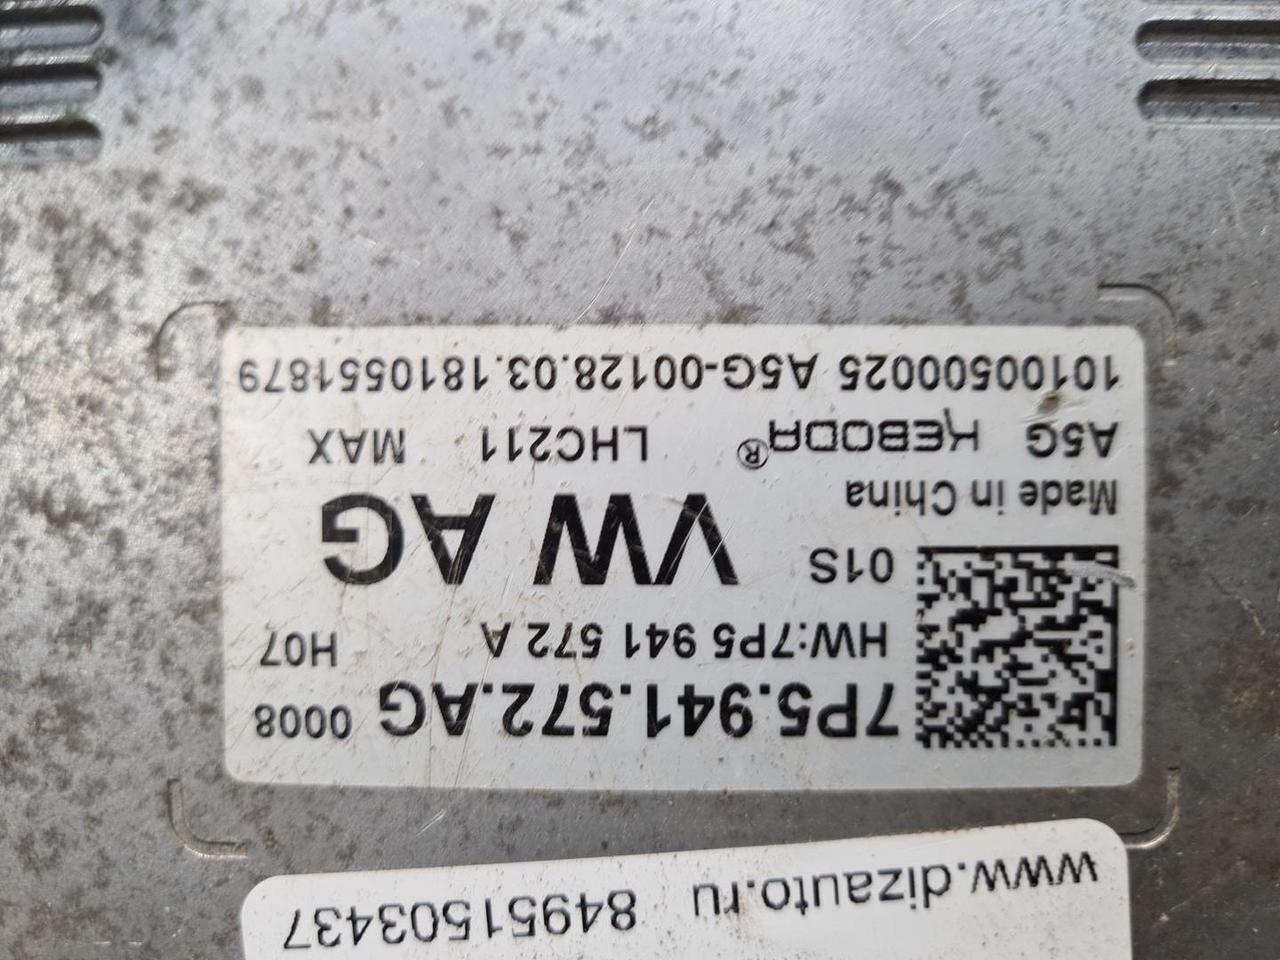 www.dizauto.ru 84951503437
7P5.941.572.AG 0008
HW:7P5 941 572 A H07
01S VW AG
Made in China
A5G KEBODA® LHC211 MAX
10100500025 A5G-00128.03.1810551879